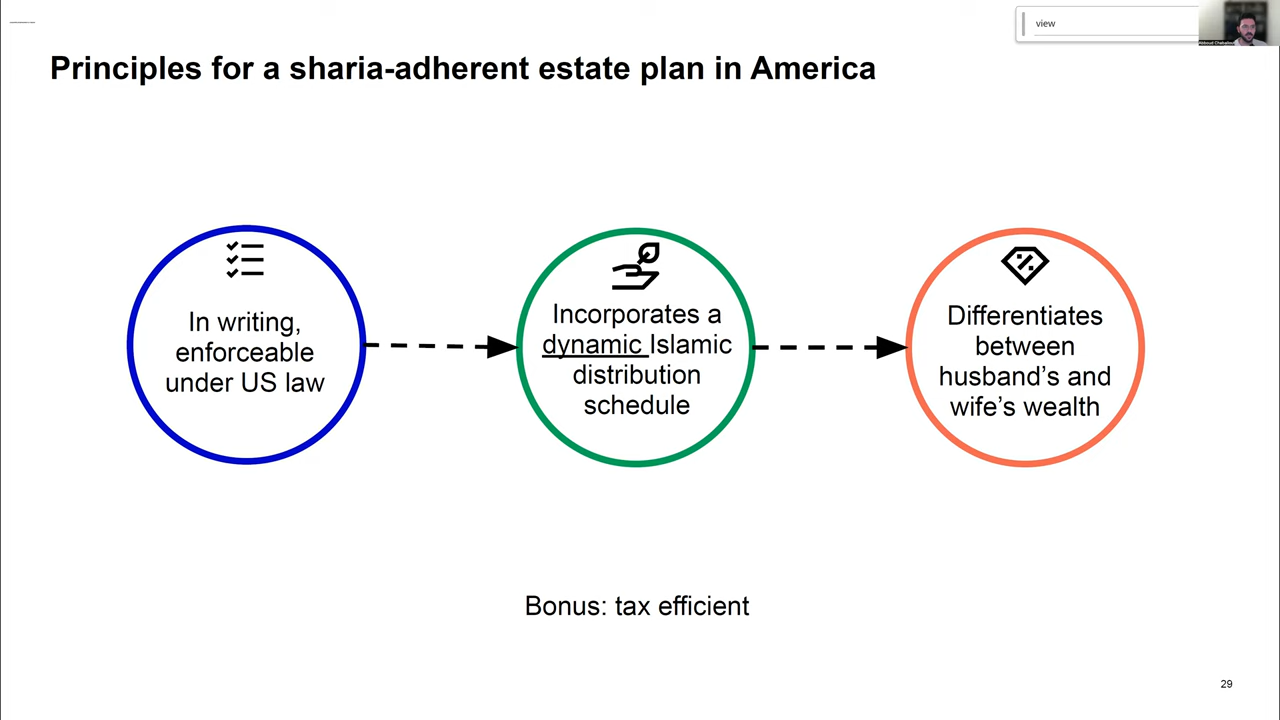 view
Principles for a sharia-adherent estate plan in America
In writing,
enforceable
under US law
Incorporates a
dynamic Islamic
distribution
schedule
Differentiates
between
husband’s and
wife’s wealth
Bonus: tax efficient
29